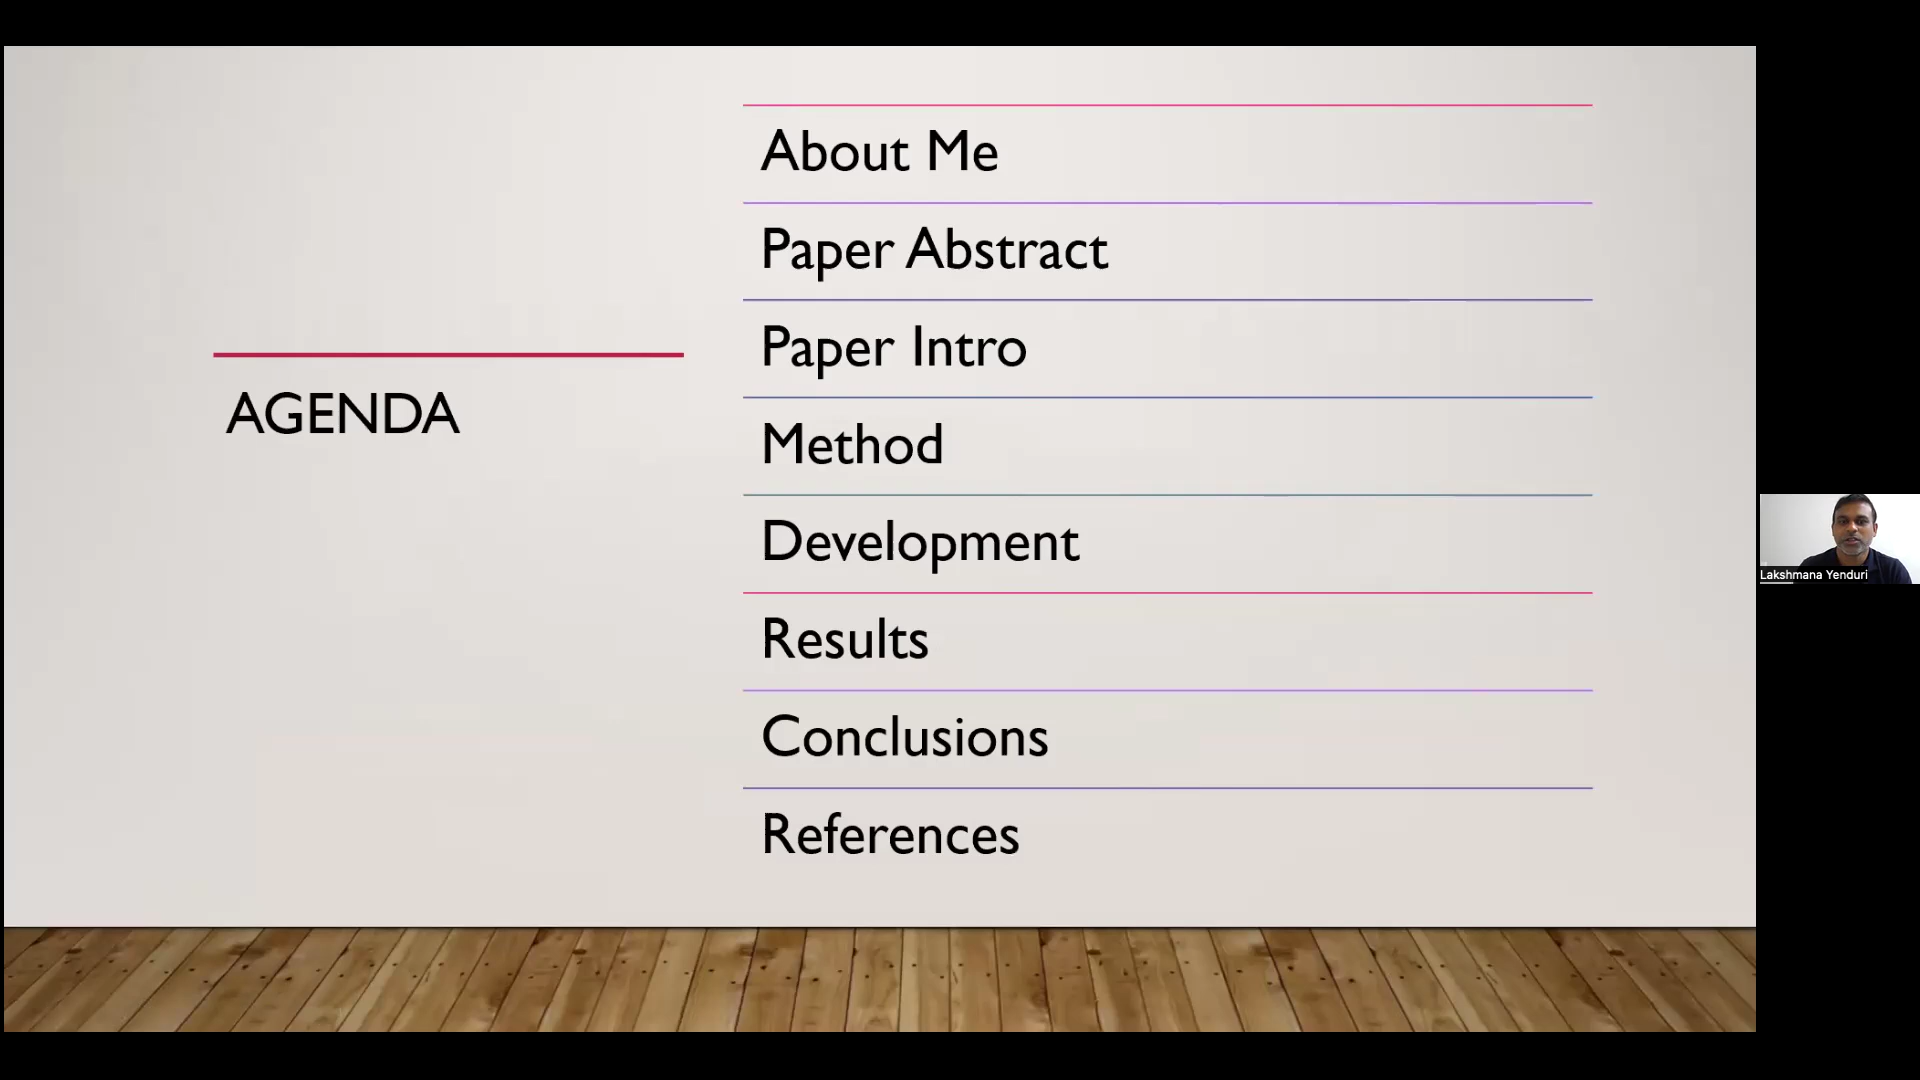 AGENDA
About Me
Paper Abstract
Paper Intro
Method
Development
Results
Conclusions
References
Lakshmana Yenduri